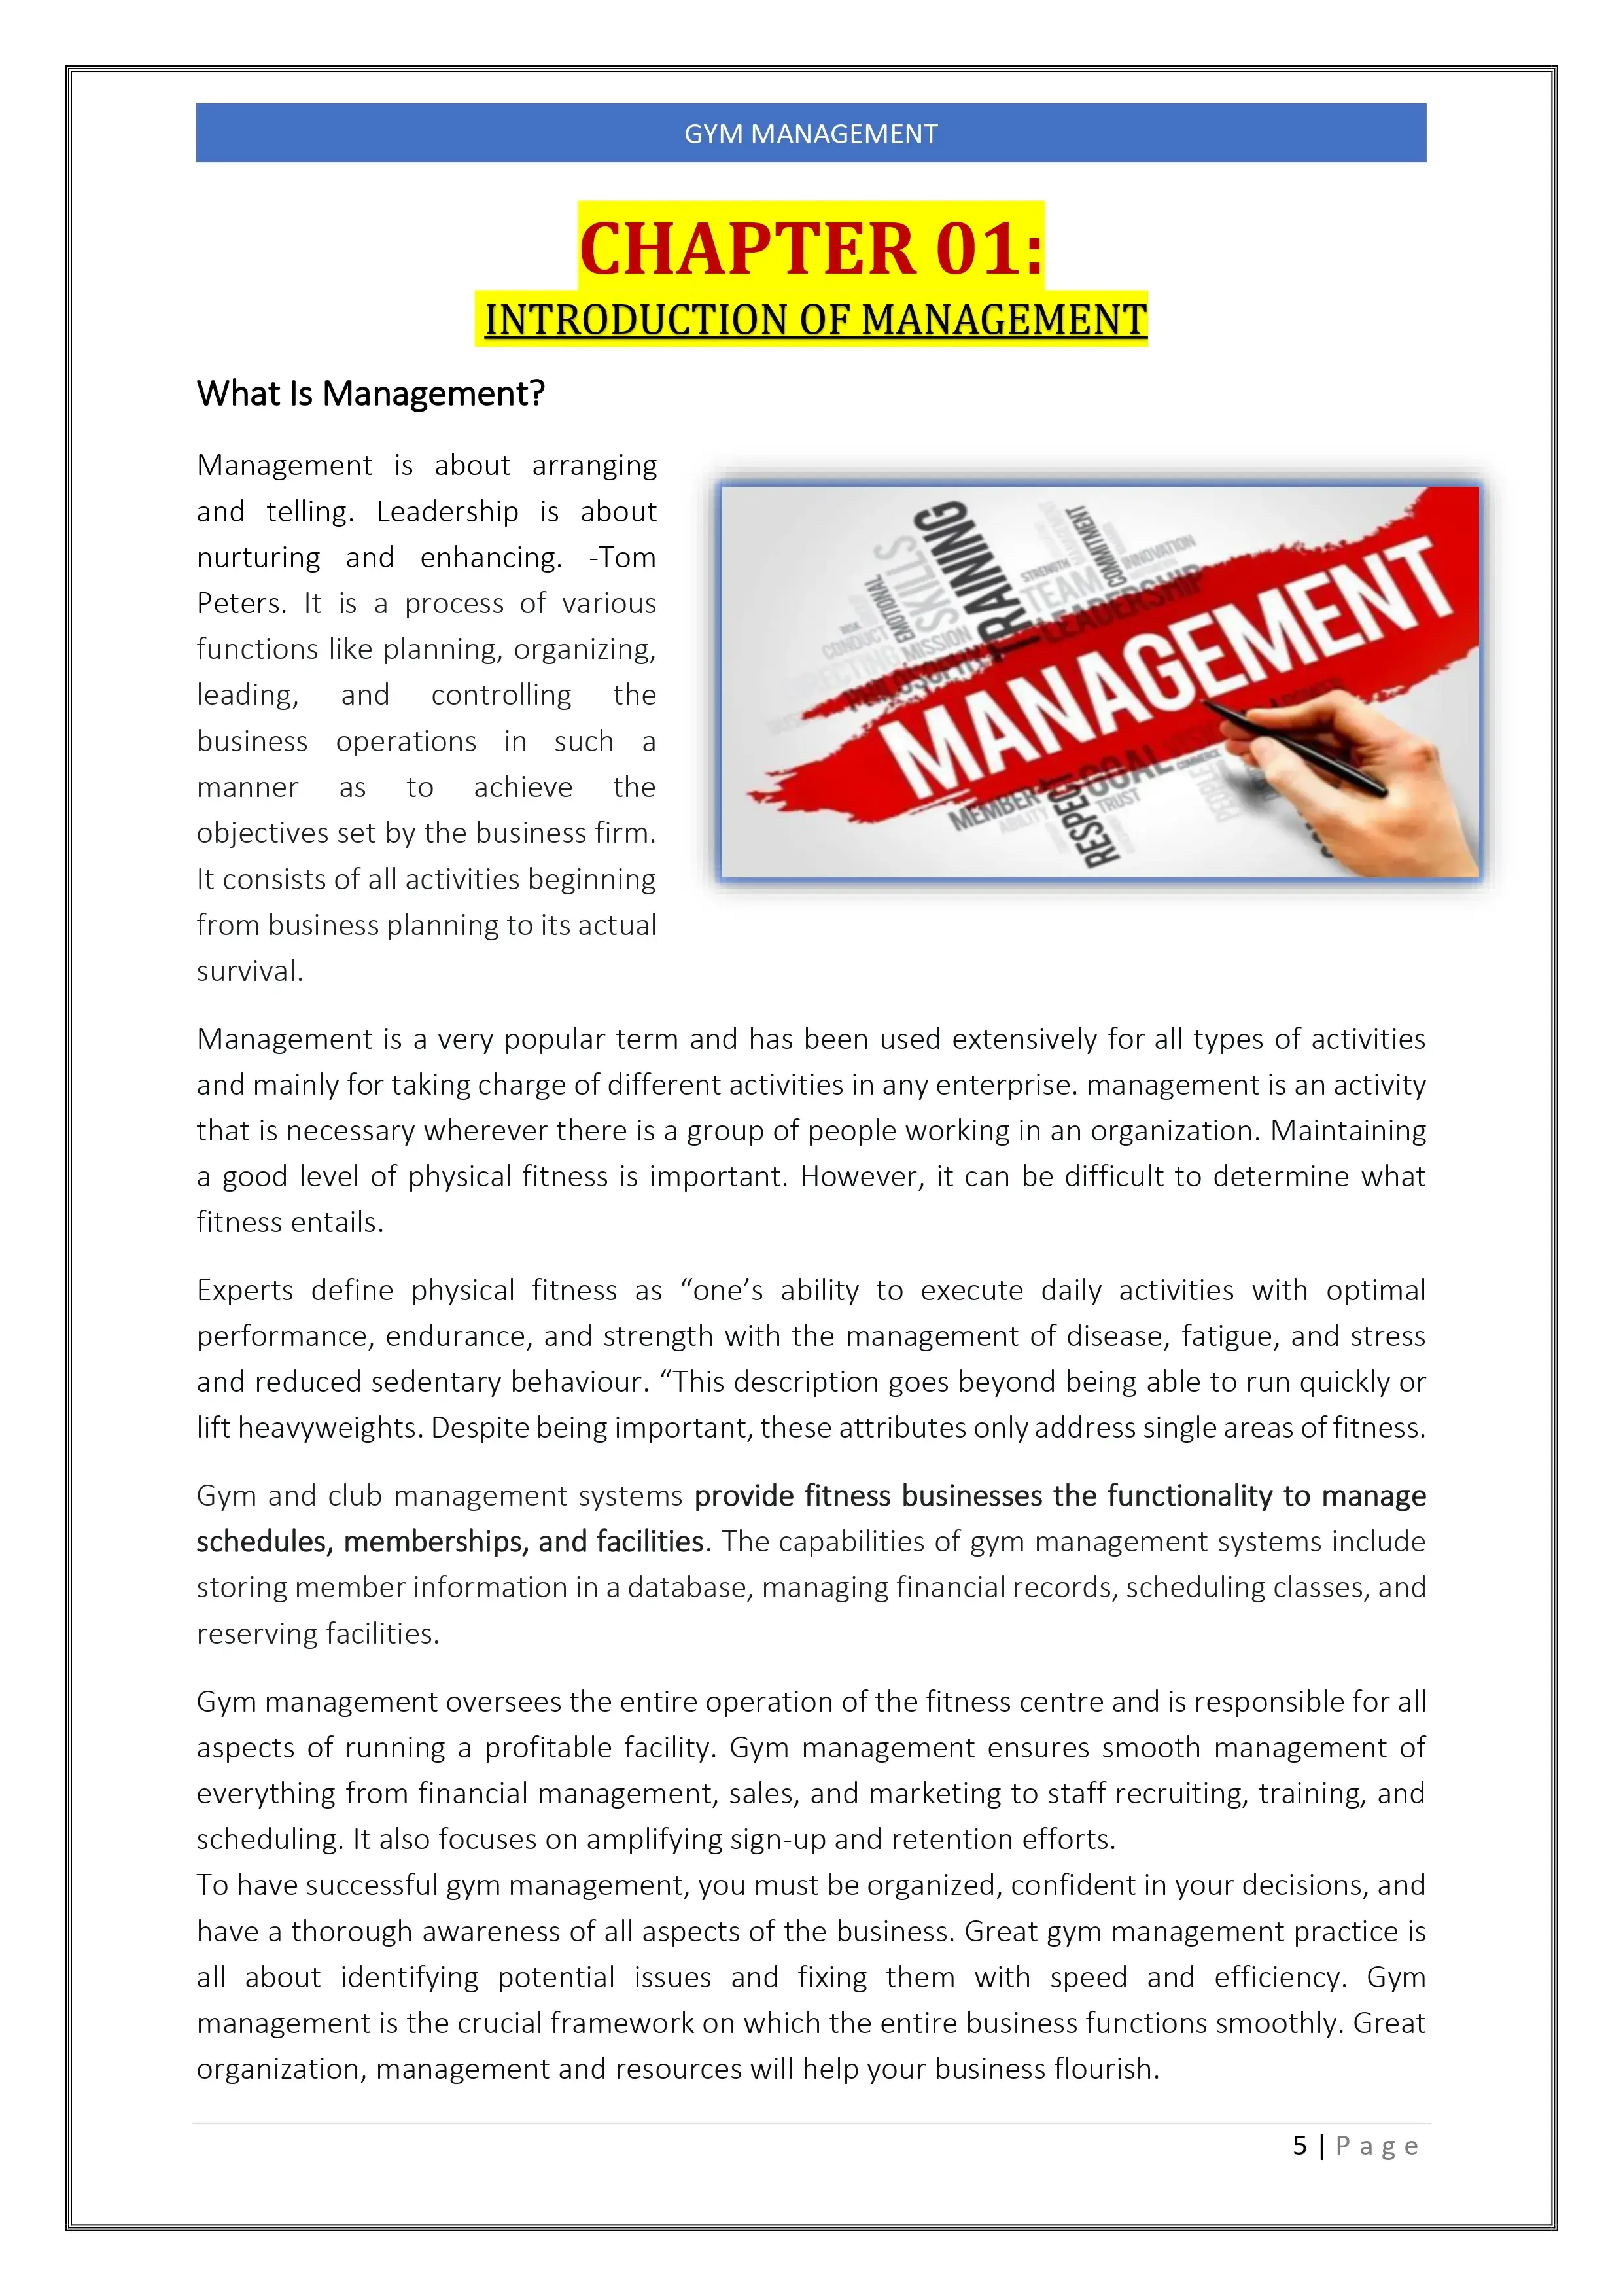 GYM MANAGEMENT
CHAPTER 01:
INTRODUCTION OF MANAGEMENT
What Is Management?
Management is about arranging
and telling. Leadership is about
nurturing and enhancing. -Tom
Peters. It is a process of various
functions like planning, organizing,
leading, and controlling the
business operations in such a
manner as to achieve the
objectives set by the business firm.
It consists of all activities beginning
from business planning to its actual
survival.
TRAINING
SKILLS
EMOTIONAL
RISK
CONDUCT
MISSION
PHILOSOPHY
STRENGTH
TEAM
COMMITMENT
INNOVATION
LEADERSHIP
MANAGEMENT
MEMBER
ABILITY
RESPECT
GOAL
TRUST
COMMERCE
PEOPLE
Management is a very popular term and has been used extensively for all types of activities
and mainly for taking charge of different activities in any enterprise. management is an activity
that is necessary wherever there is a group of people working in an organization. Maintaining
a good level of physical fitness is important. However, it can be difficult to determine what
fitness entails.
Experts define physical fitness as “one’s ability to execute daily activities with optimal
performance, endurance, and strength with the management of disease, fatigue, and stress
and reduced sedentary behaviour. “This description goes beyond being able to run quickly or
lift heavyweights. Despite being important, these attributes only address single areas of fitness.
Gym and club management systems provide fitness businesses the functionality to manage
schedules, memberships, and facilities. The capabilities of gym management systems include
storing member information in a database, managing financial records, scheduling classes, and
reserving facilities.
Gym management oversees the entire operation of the fitness centre and is responsible for all
aspects of running a profitable facility. Gym management ensures smooth management of
everything from financial management, sales, and marketing to staff recruiting, training, and
scheduling. It also focuses on amplifying sign-up and retention efforts.
To have successful gym management, you must be organized, confident in your decisions, and
have a thorough awareness of all aspects of the business. Great gym management practice is
all about identifying potential issues and fixing them with speed and efficiency. Gym
management is the crucial framework on which the entire business functions smoothly. Great
organization, management and resources will help your business flourish.
5 | Page